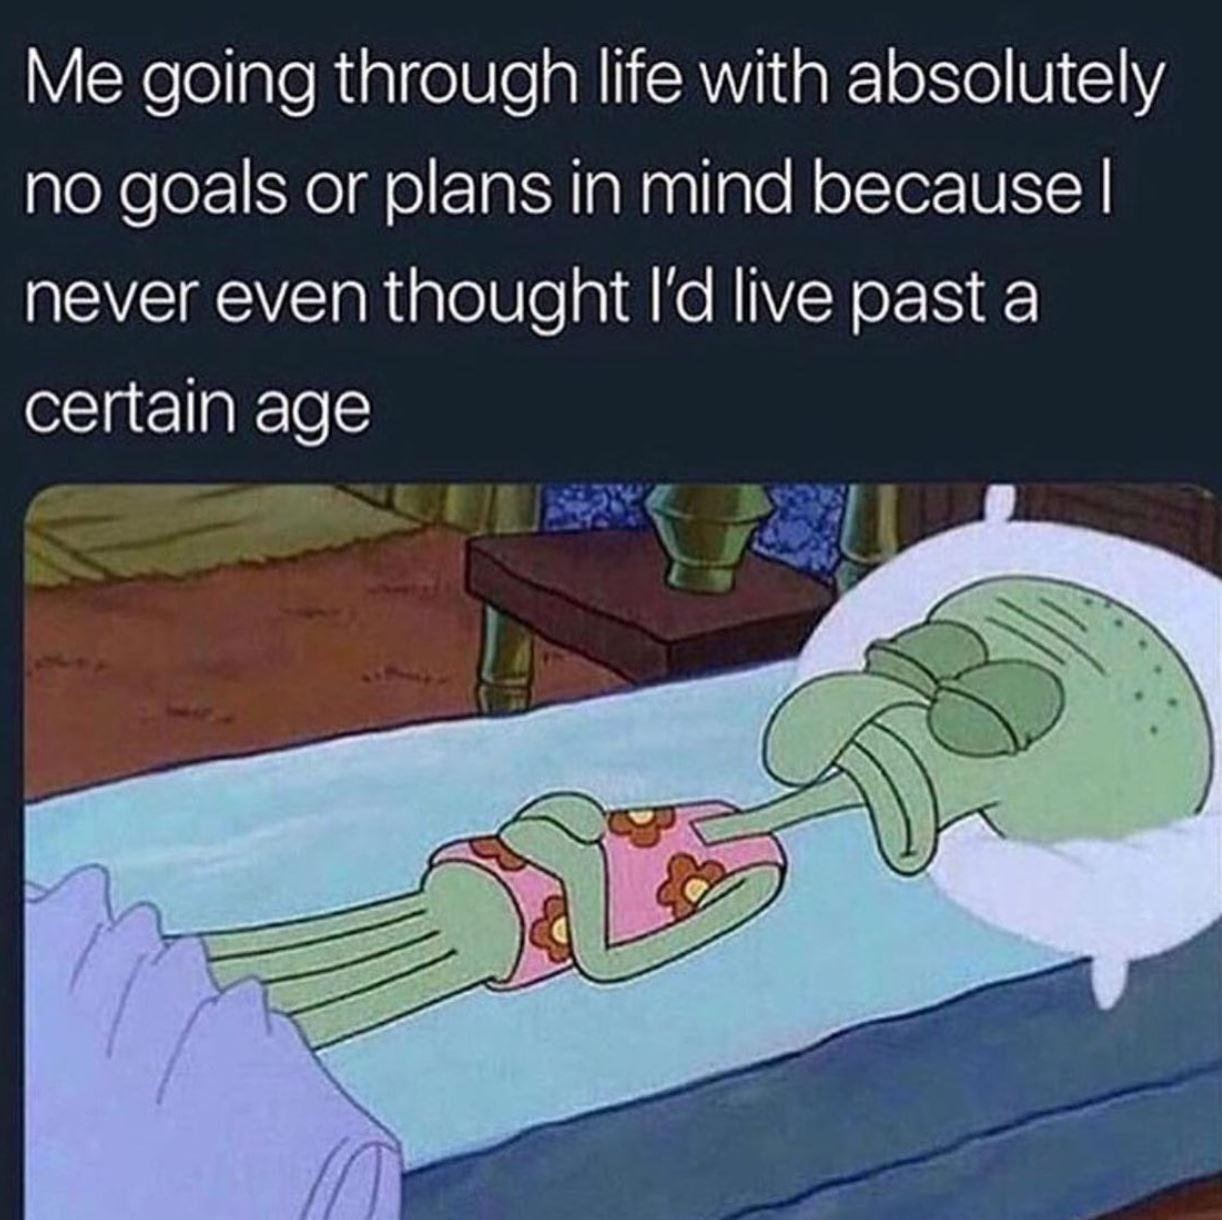 Me going through life with absolutely
no goals or plans in mind because I
never even thought I'd live past a
certain age